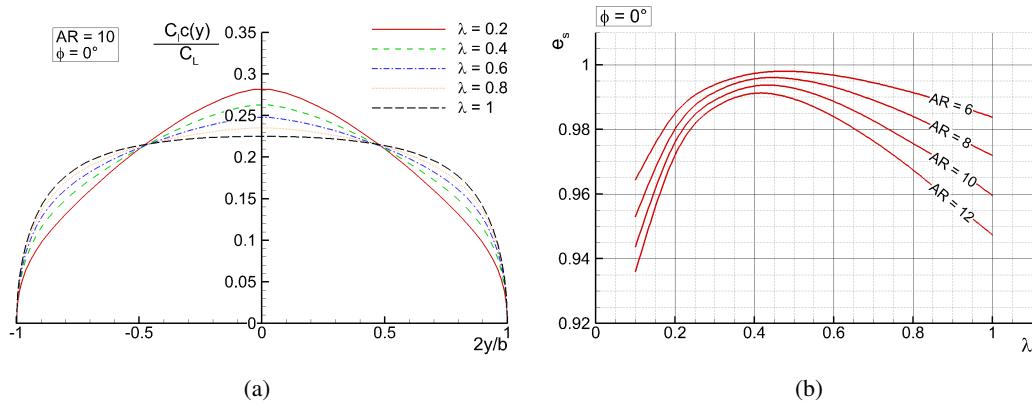 AR = 10
ϕ = 0°
C_l c(y)
C_L
0.35
0.3
0.25
0.2
0.15
0.1
0.05
0
-1
-0.5
0
0.5
1
2y/b
λ = 0.2
λ = 0.4
λ = 0.6
λ = 0.8
λ = 1
(a)
ϕ = 0°
e_s
1
0.98
0.96
0.94
0.92
0
0.2
0.4
0.6
0.8
1
λ
AR = 6
AR = 8
AR = 10
AR = 12
(b)